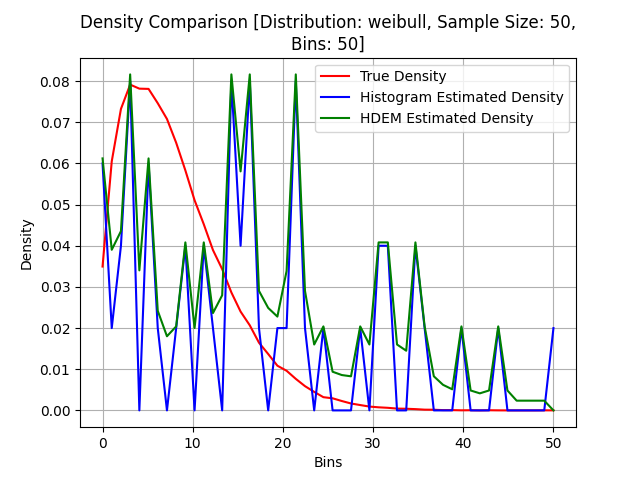 Density Comparison [Distribution: weibull, Sample Size: 50,
Bins: 50]
True Density
Histogram Estimated Density
HDEM Estimated Density
Density
0.08
0.07
0.06
0.05
0.04
0.03
0.02
0.01
0.00
0 10 20 30 40 50
Bins